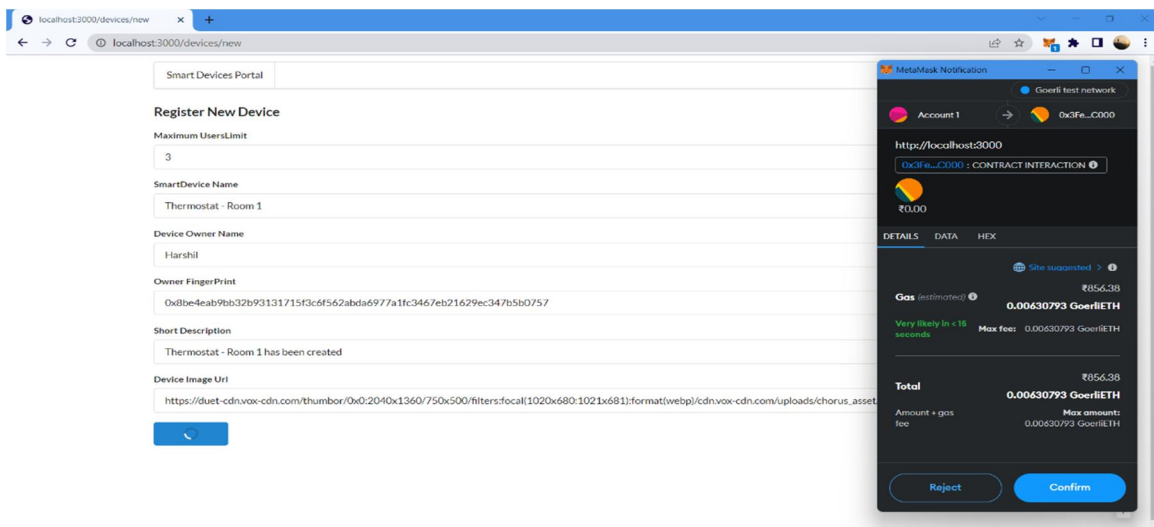 localhost:3000/devices/new
localhost:3000/devices/new
1
Smart Devices Portal
Register New Device
Maximum UsersLimit
3
SmartDevice Name
Thermostat - Room 1
Device Owner Name
Harshil
Owner FingerPrint
0x8be4eab9bb32b93131715f3c6f562abda6977a1fc3467eb21629ec347b5b0757
Short Description
Thermostat - Room 1 has been created
Device Image Url
https://duet-cdn.vox-cdn.com/thumbor/0x0:2040x1360/750x500/filters:focal(1020x680:1021x681):format(webp)/cdn.vox-cdn.com/uploads/chorus_asset
MetaMask Notification
Goerli test network
Account 1
0x3Fe...C000
http://localhost:3000
0x3Fe...C000 : CONTRACT INTERACTION
₹0.00
DETAILS DATA HEX
Site suggested >
₹856.38
Gas (estimated)
0.00630793 GoerliETH
Very likely in < 15 seconds
Max fee: 0.00630793 GoerliETH
₹856.38
Total
0.00630793 GoerliETH
Amount + gas fee
Max amount:
0.00630793 GoerliETH
Reject
Confirm